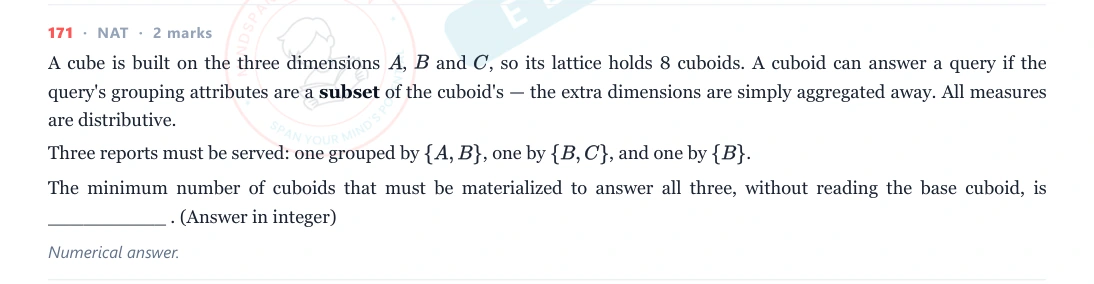 E S
171 · NAT · 2 marks
A cube is built on the three dimensions A, B and C, so its lattice holds 8 cuboids. A cuboid can answer a query if the
query's grouping attributes are a subset of the cuboid's — the extra dimensions are simply aggregated away. All measures
are distributive.
Three reports must be served: one grouped by {A, B}, one by {B, C}, and one by {B}.
The minimum number of cuboids that must be materialized to answer all three, without reading the base cuboid, is
___________ . (Answer in integer)
Numerical answer.
SPAN YOUR MIND'S